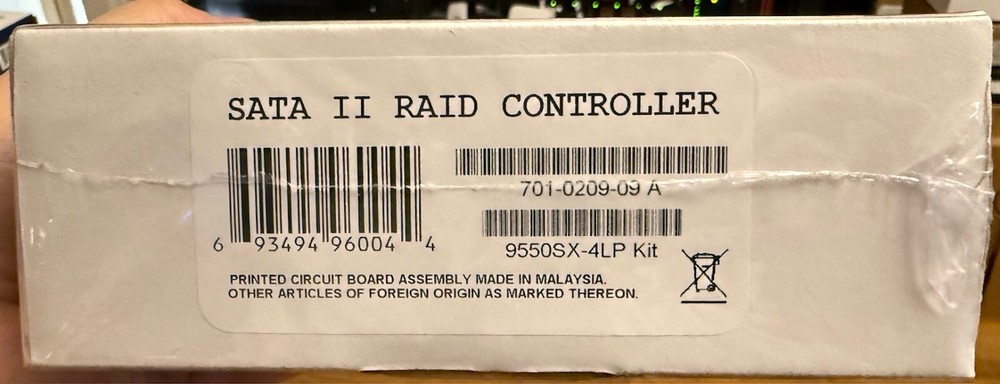 SATA II RAID CONTROLLER
6 93494 96004 4
701-0209-09 A
9550SX-4LP Kit
PRINTED CIRCUIT BOARD ASSEMBLY MADE IN MALAYSIA.
OTHER ARTICLES OF FOREIGN ORIGIN AS MARKED THEREON.